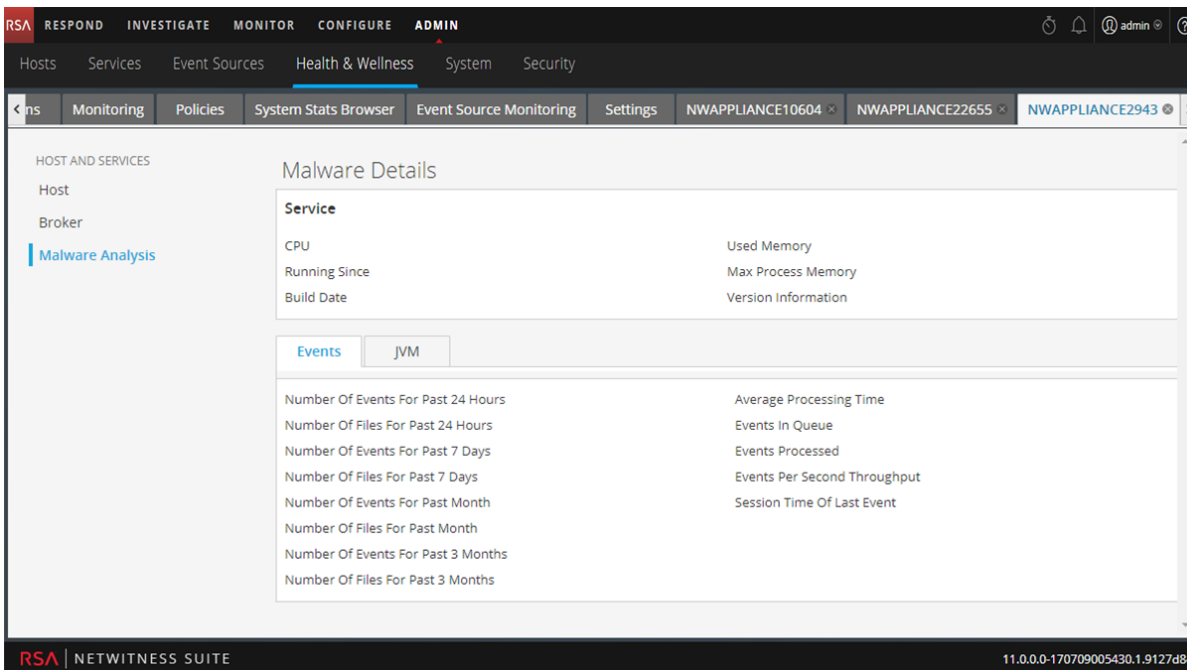 RSA RESPOND INVESTIGATE MONITOR CONFIGURE ADMIN admin
Hosts Services Event Sources Health & Wellness System Security
ns Monitoring Policies System Stats Browser Event Source Monitoring Settings NWAPPLIANCE10604 NWAPPLIANCE22655 NWAPPLIANCE2943
HOST AND SERVICES
Host
Broker
Malware Analysis
Malware Details
Service
CPU Used Memory
Running Since Max Process Memory
Build Date Version Information
Events JVM
Number Of Events For Past 24 Hours Average Processing Time
Number Of Files For Past 24 Hours Events In Queue
Number Of Events For Past 7 Days Events Processed
Number Of Files For Past 7 Days Events Per Second Throughput
Number Of Events For Past Month Session Time Of Last Event
Number Of Files For Past Month
Number Of Events For Past 3 Months
Number Of Files For Past 3 Months
RSA NETWITNESS SUITE 11.0.0.0-170709005430.1.9127d8